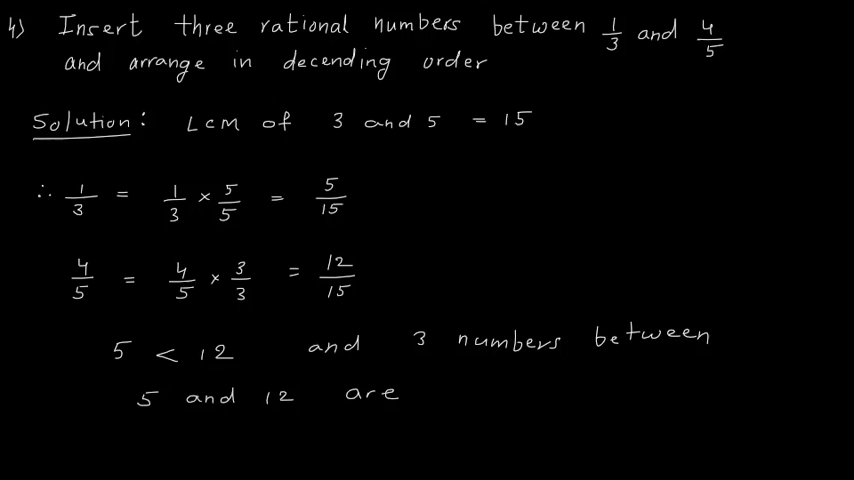 4) Insert three rational numbers between 1/3 and 4/5
and arrange in decending order
Solution: LCM of 3 and 5 = 15
∴ 1/3 = 1/3 × 5/5 = 5/15
4/5 = 4/5 × 3/3 = 12/15
5 < 12 and 3 numbers between
5 and 12 are